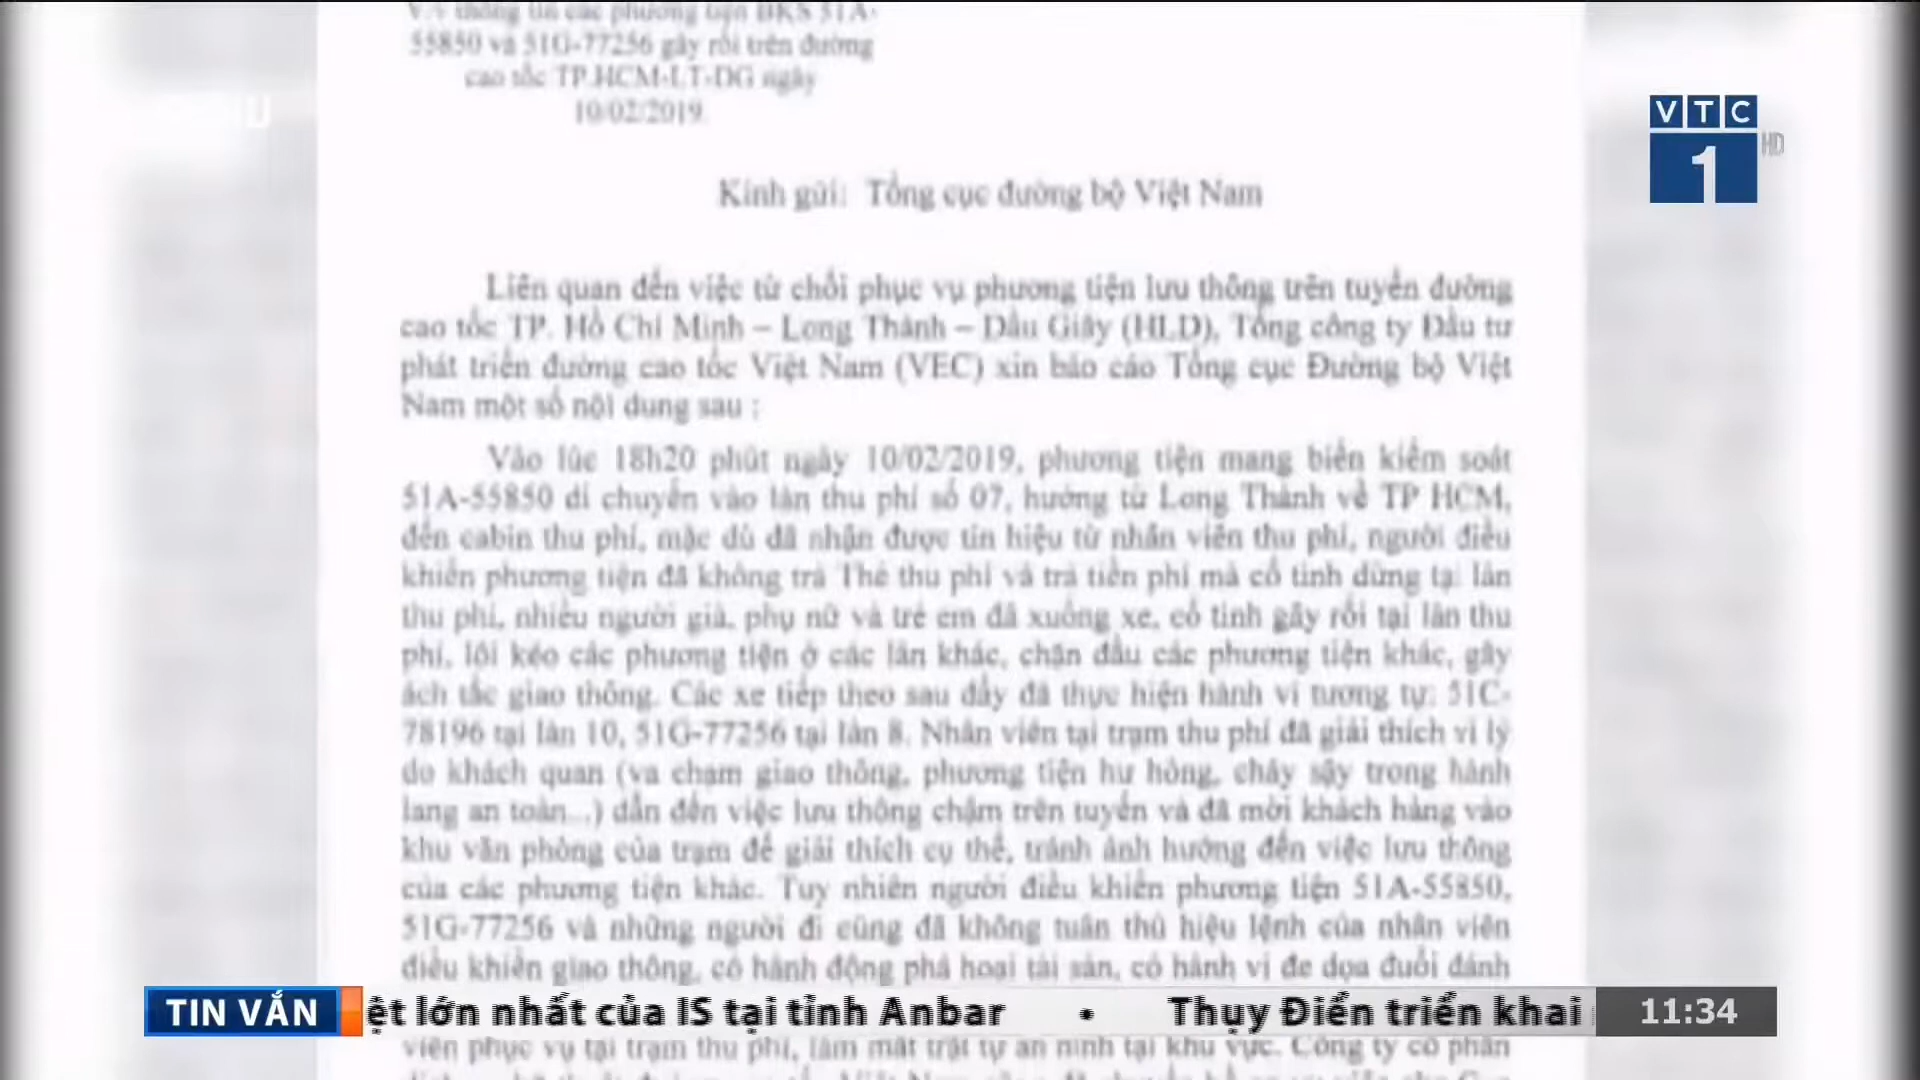 V/v thông tin các phương tiện BKS 51A-
55850 và 51G-77256 gây rối trên đường
cao tốc TP.HCM-LT-DG ngày
10/02/2019.
VTC
1
HD
Kính gửi: Tổng cục đường bộ Việt Nam
Liên quan đến việc từ chối phục vụ phương tiện lưu thông trên tuyến đường
cao tốc TP. Hồ Chí Minh – Long Thành – Dầu Giây (HLD), Tổng công ty Đầu tư
phát triển đường cao tốc Việt Nam (VEC) xin báo cáo Tổng cục Đường bộ Việt
Nam một số nội dung sau :
Vào lúc 18h20 phút ngày 10/02/2019, phương tiện mang biển kiểm soát
51A-55850 di chuyển vào làn thu phí số 07, hướng từ Long Thành về TP HCM,
đến cabin thu phí, mặc dù đã nhận được tín hiệu từ nhân viên thu phí, người điều
khiển phương tiện đã không trả Thẻ thu phí và trả tiền phí mà cố tình dừng tại làn
thu phí, nhiều người già, phụ nữ và trẻ em đã xuống xe, cố tình gây rối tại làn thu
phí, lôi kéo các phương tiện ở các làn khác, chặn đầu các phương tiện khác, gây
ách tắc giao thông. Các xe tiếp theo sau đấy đã thực hiện hành vi tương tự: 51C-
78196 tại làn 10, 51G-77256 tại làn 8. Nhân viên tại trạm thu phí đã giải thích vì lý
do khách quan (va chạm giao thông, phương tiện hư hỏng, cháy sậy trong hành
lang an toàn...) dẫn đến việc lưu thông chậm trên tuyến và đã mời khách hàng vào
khu văn phòng của trạm để giải thích cụ thể, tránh ảnh hưởng đến việc lưu thông
của các phương tiện khác. Tuy nhiên người điều khiển phương tiện 51A-55850,
51G-77256 và những người đi cùng đã không tuân thủ hiệu lệnh của nhân viên
điều khiển giao thông, có hành động phá hoại tài sản, có hành vi đe dọa đuổi đánh
TIN VẮN ệt lớn nhất của IS tại tỉnh Anbar • Thụy Điển triển khai 11:34
viên phục vụ tại trạm thu phí, làm mất trật tự an ninh tại khu vực. Công ty cổ phần